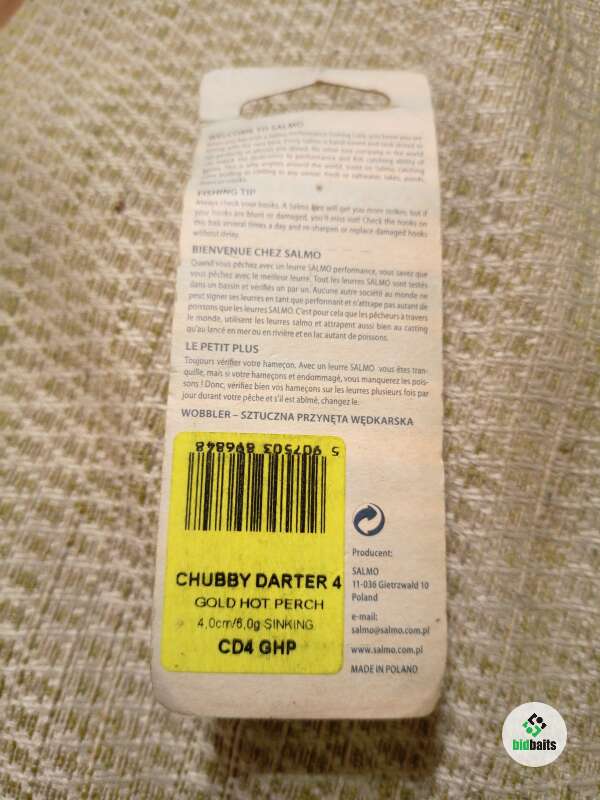 WELCOME TO SALMO
FISHING TIP
Always check your hooks. A Salmo lure will get you more strikes, but if
your hooks are blunt or damaged, you'll miss out! Check the hooks on
this bait several times a day and re-sharpen or replace damaged hooks
without delay.
BIENVENUE CHEZ SALMO
Quand vous pêchez avec un leurre SALMO performance, vous savez que
vous pêchez avec le meilleur leurre. Tout les leurres SALMO sont testés
dans un bassin et vérifiés un par un. Aucune autre société au monde ne
peut signer ses leurres en tant que performant et n'attrape pas autant de
poissons que les leurres SALMO. C'est pour cela que les pêcheurs à travers
le monde, utilisent les leurres salmo et attrapent aussi bien au casting
qu'au lancé en mer ou en rivière et en lac autant de poissons.
LE PETIT PLUS
Toujours vérifier votre hameçon. Avec un leurre SALMO vous êtes tran-
quille, mais si votre hameçons et endommagé, vous manquerez les pois-
sons ! Donc, vérifiez bien vos hameçons sur les leurres plusieurs fois par
jour durant votre pêche et s'il est abîmé, changez le.
WOBBLER – SZTUCZNA PRZYNĘTA WĘDKARSKA
5 907503 896848
CHUBBY DARTER 4
GOLD HOT PERCH
4,0cm/6,0g SINKING
CD4 GHP
Producent:
SALMO
11-036 Gietrzwald 10
Poland
e-mail:
salmo@salmo.com.pl
www.salmo.com.pl
MADE IN POLAND
bidbaits